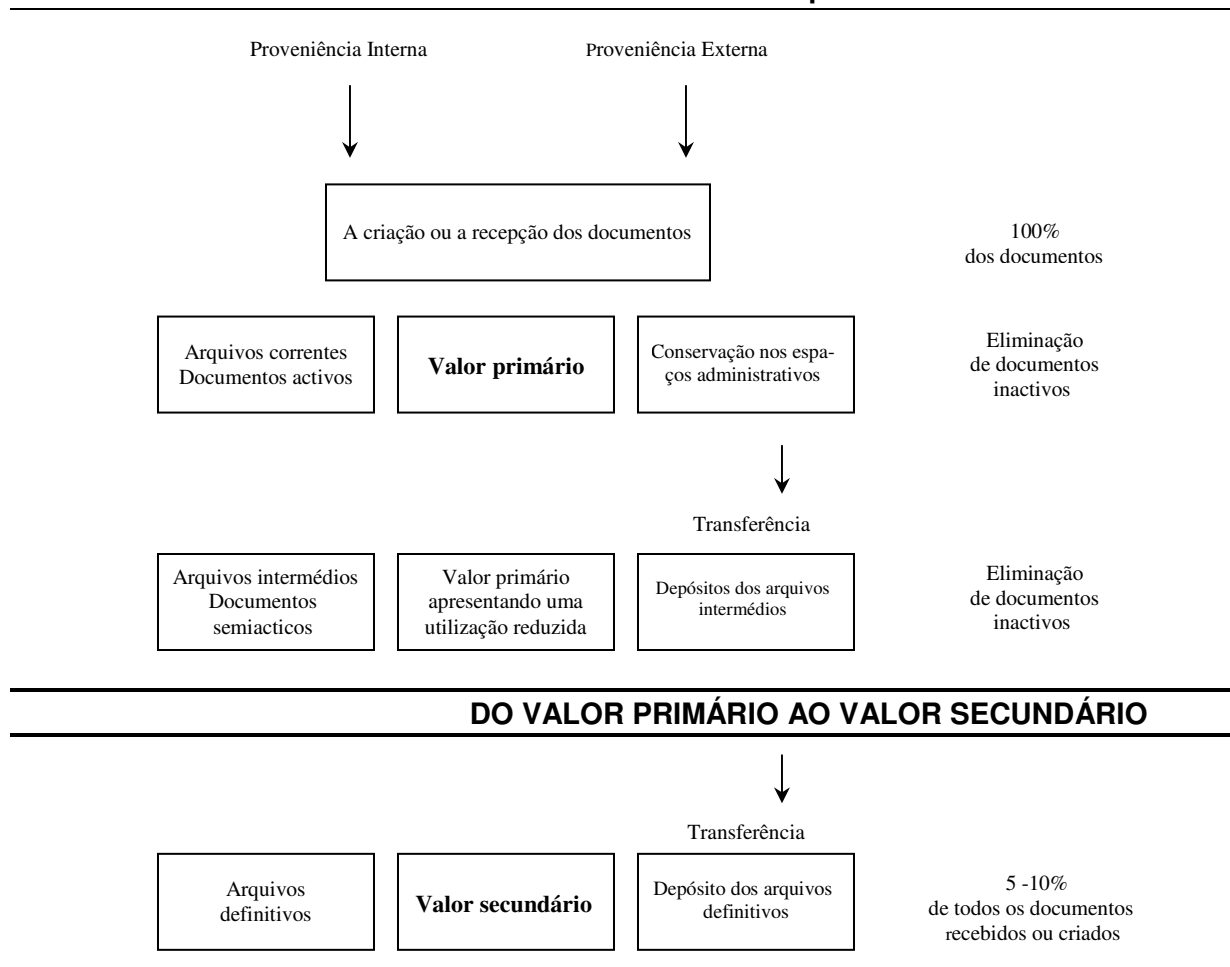 Proveniência Interna
Proveniência Externa
A criação ou a recepção dos documentos
100%
dos documentos
Arquivos correntes
Documentos activos
Valor primário
Conservação nos espa-
ços administrativos
Eliminação
de documentos
inactivos
Transferência
Arquivos intermédios
Documentos
semiacticos
Valor primário
apresentando uma
utilização reduzida
Depósitos dos arquivos
intermédios
Eliminação
de documentos
inactivos
DO VALOR PRIMÁRIO AO VALOR SECUNDÁRIO
Transferência
Arquivos
definitivos
Valor secundário
Depósito dos arquivos
definitivos
5 -10%
de todos os documentos
recebidos ou criados